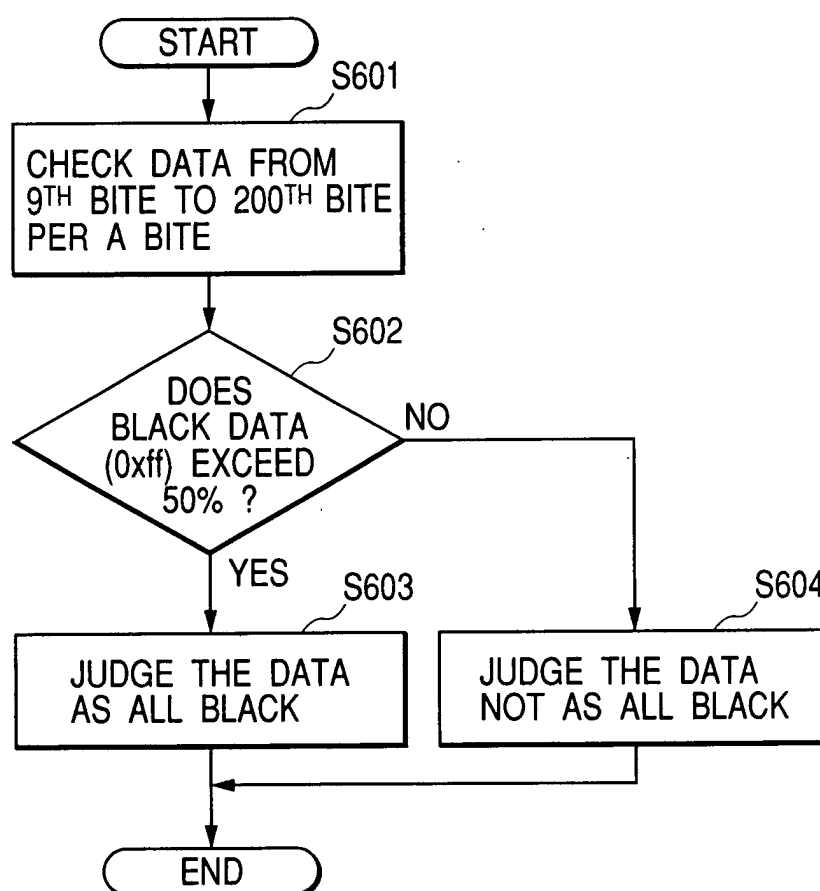 START
S601
CHECK DATA FROM
9TH BITE TO 200TH BITE
PER A BITE
S602
DOES
BLACK DATA
(0xff) EXCEED
50% ?
NO
YES
S603
JUDGE THE DATA
AS ALL BLACK
S604
JUDGE THE DATA
NOT AS ALL BLACK
END